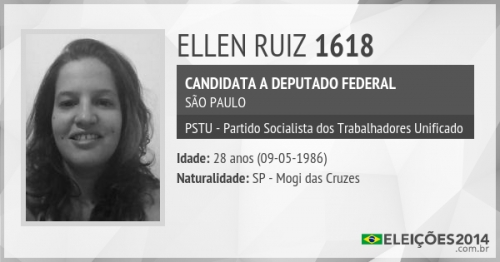 ELLEN RUIZ 1618
CANDIDATA A DEPUTADO FEDERAL
SÃO PAULO
PSTU - Partido Socialista dos Trabalhadores Unificado
Idade: 28 anos (09-05-1986)
Naturalidade: SP - Mogi das Cruzes
ELEIÇÕES2014
.com.br